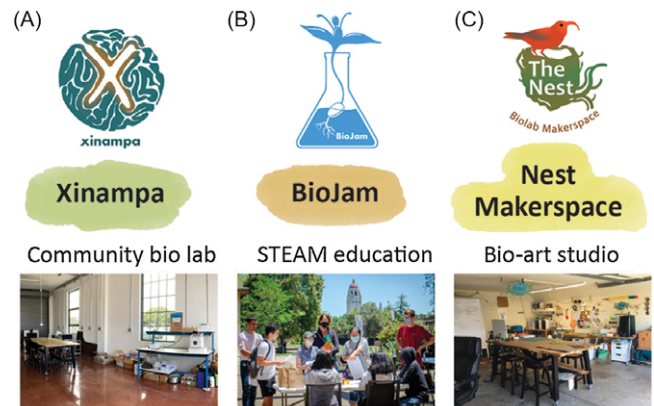 (A)
xinampa
Xinampa
Community bio lab
(B)
BioJam
BioJam
STEAM education
(C)
The
Nest
Biolab Makerspace
Nest
Makerspace
Bio-art studio